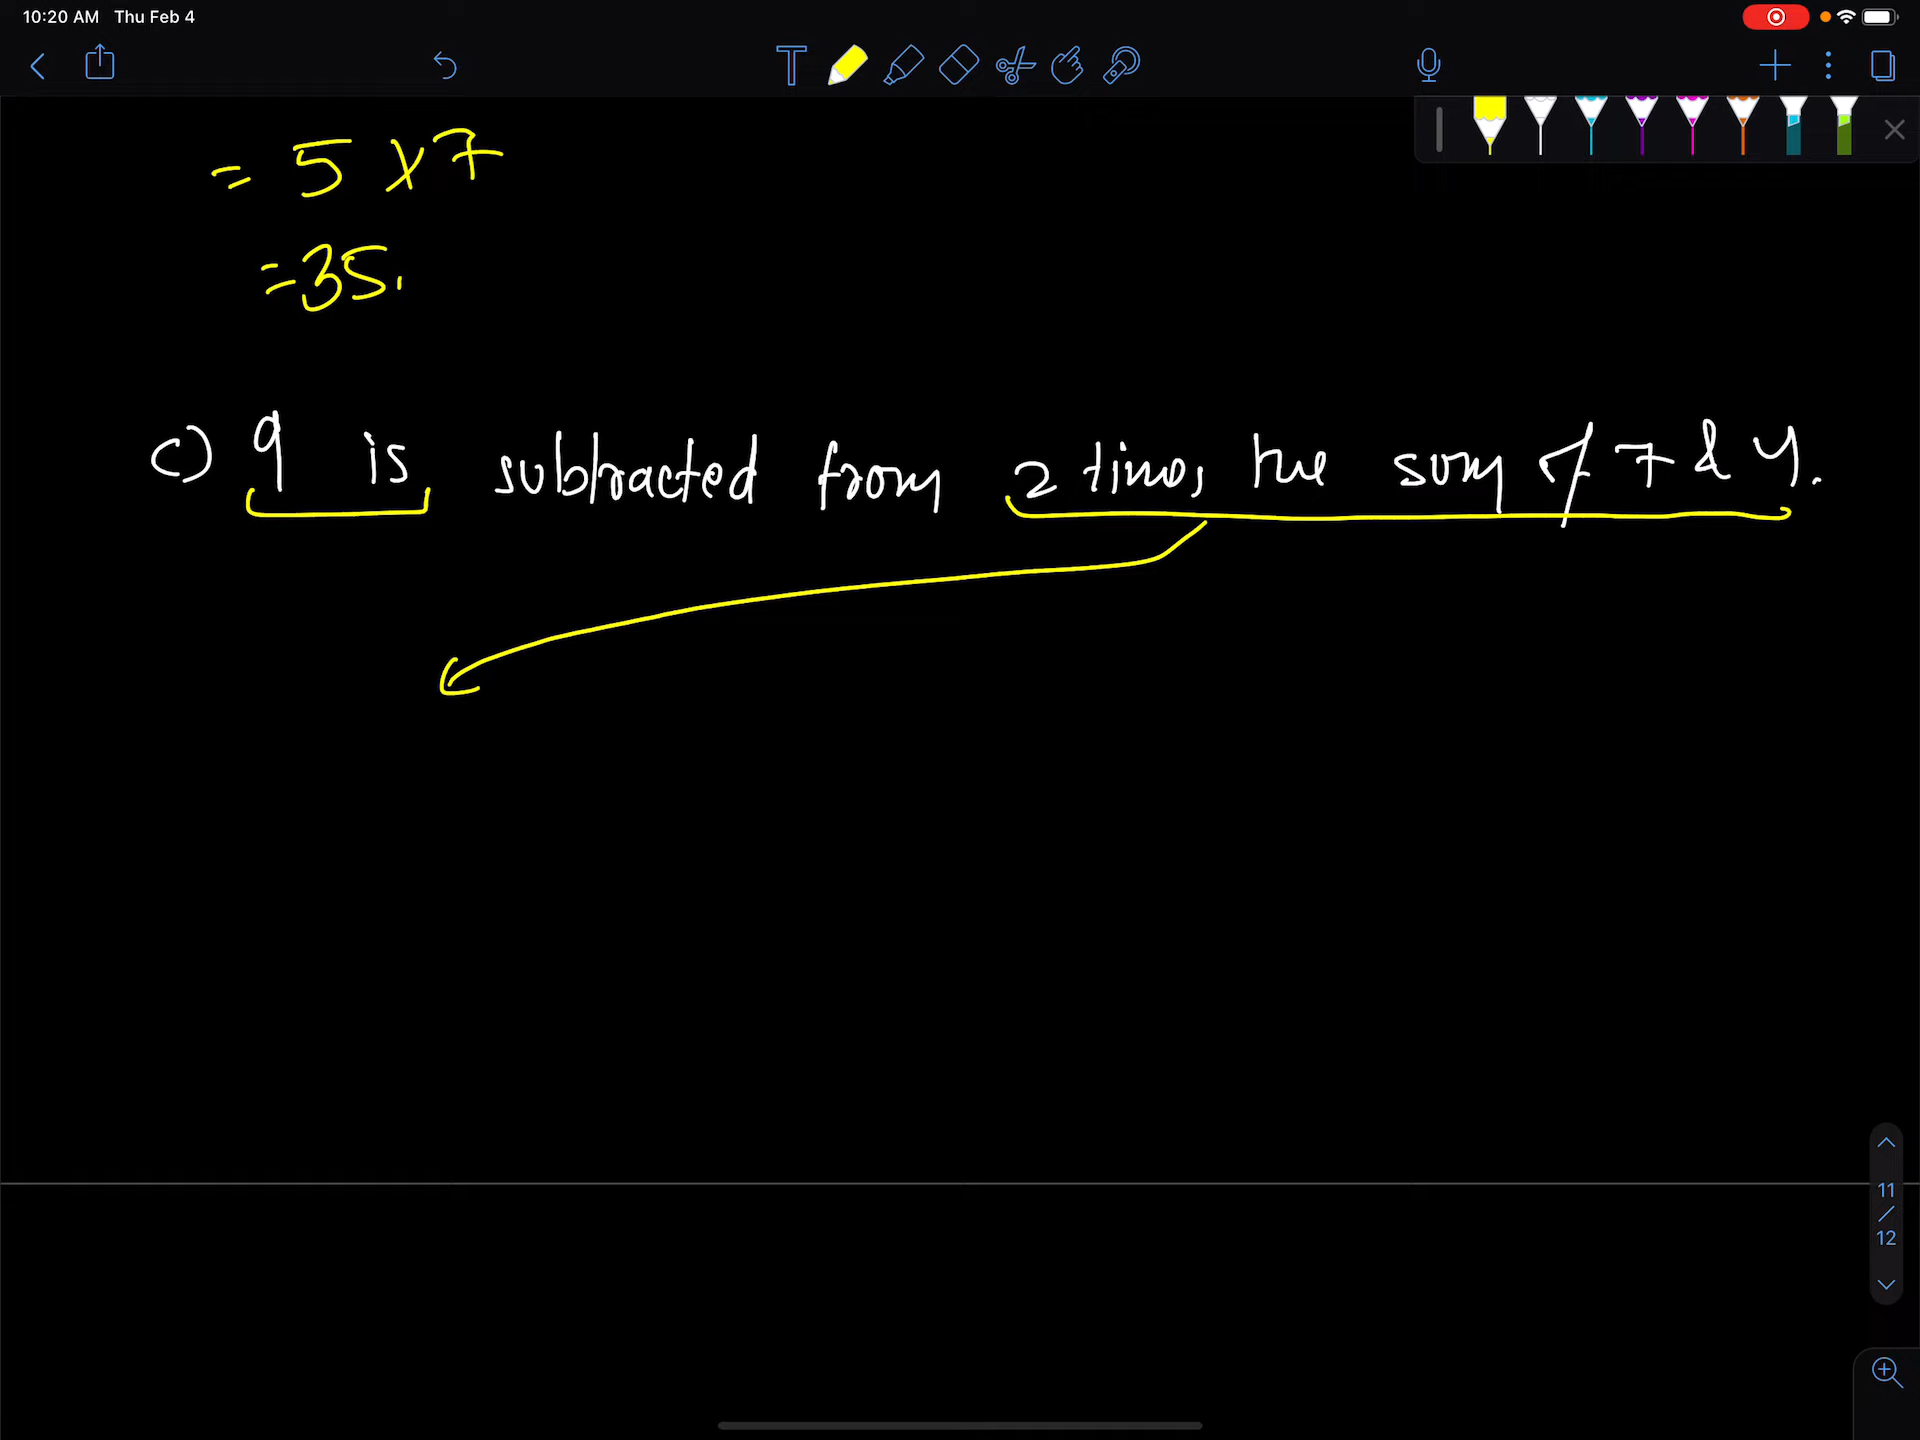 10:20 AM Thu Feb 4
T
= 5 x 7
= 35.
c) 9 is subtracted from 2 times the sum of 7 & 4.
11
/
12